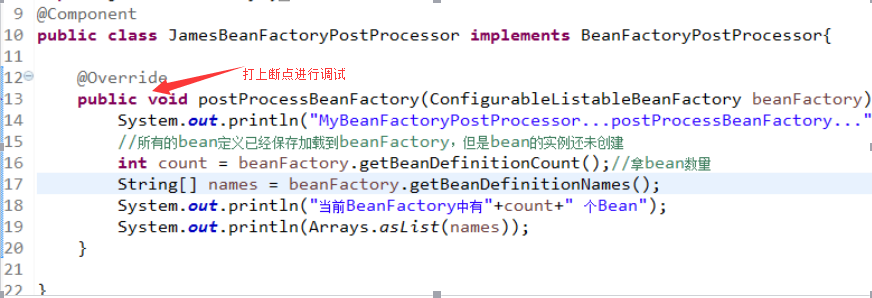 9 @Component
10 public class JamesBeanFactoryPostProcessor implements BeanFactoryPostProcessor{
11
12 @Override
打上断点进行调试
13 public void postProcessBeanFactory(ConfigurableListableBeanFactory beanFactory)
14 System.out.println("MyBeanFactoryPostProcessor...postProcessBeanFactory..."
15 //所有的bean定义已经保存加载到beanFactory,但是bean的实例还未创建
16 int count = beanFactory.getBeanDefinitionCount();//拿bean数量
17 String[] names = beanFactory.getBeanDefinitionNames();
18 System.out.println("当前BeanFactory中有"+count+" 个Bean");
19 System.out.println(Arrays.asList(names));
20 }
21
22 }